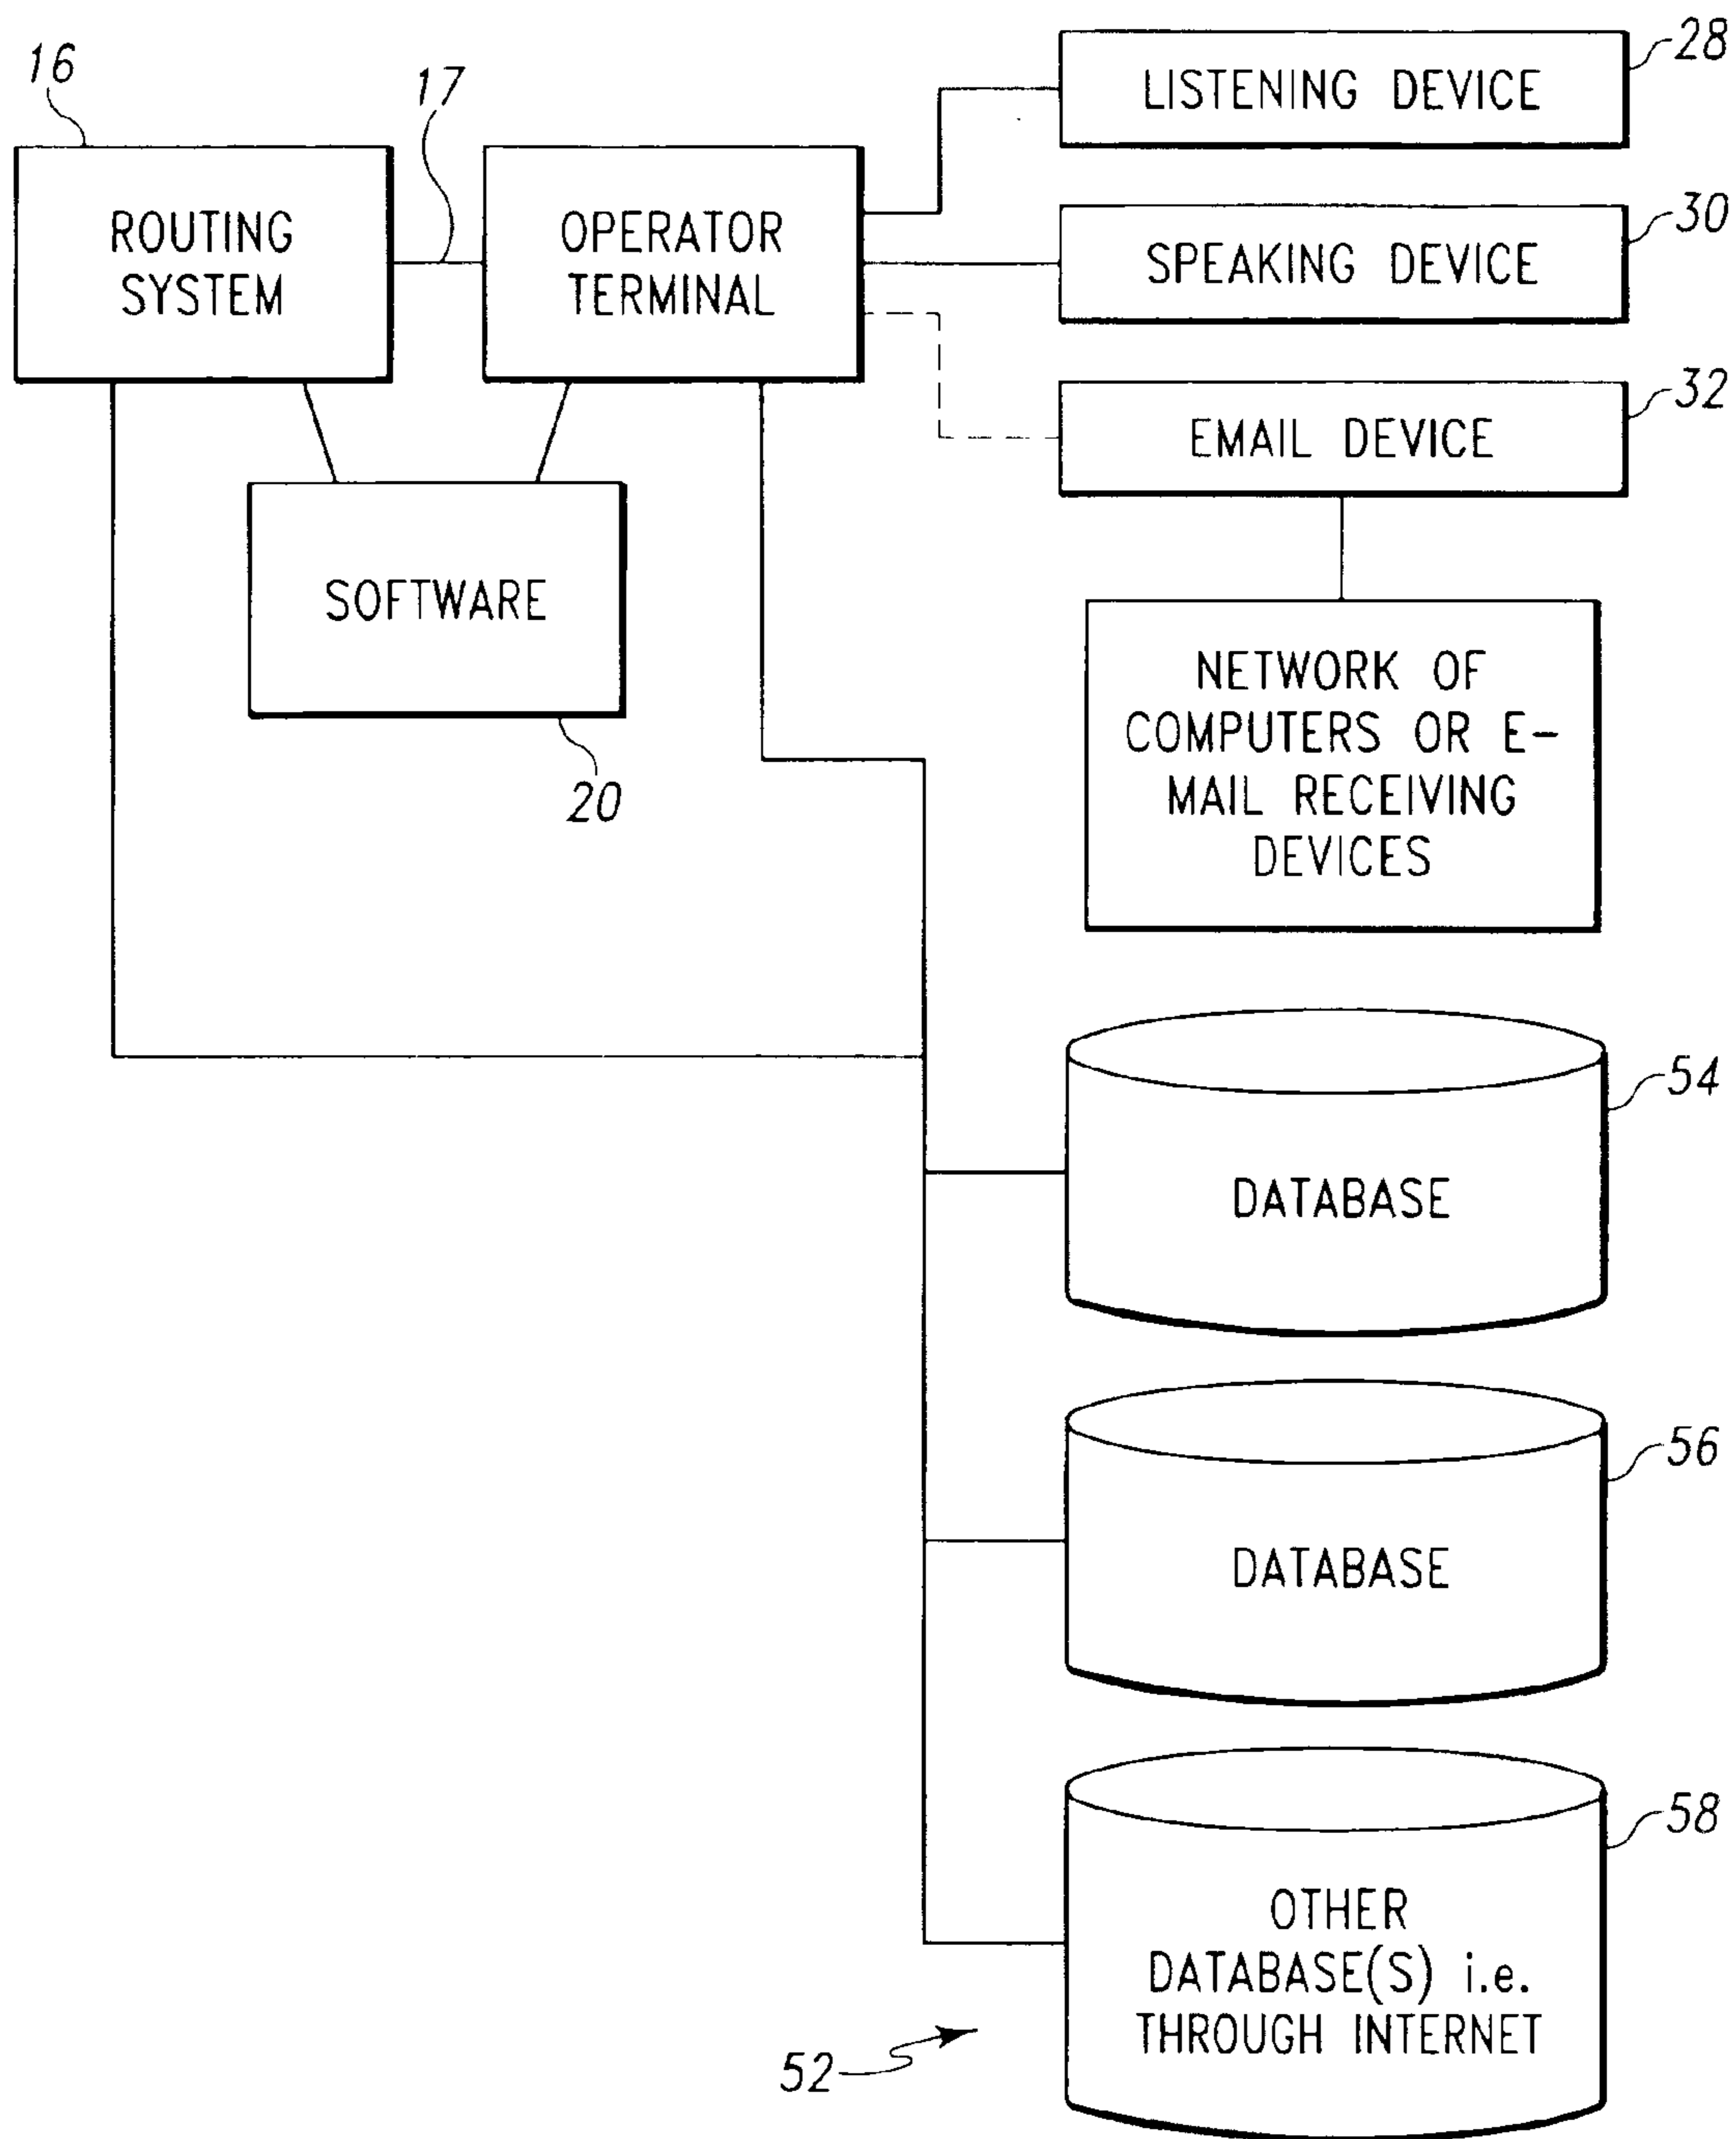 16
17
28
LISTENING DEVICE
ROUTING
SYSTEM
OPERATOR
TERMINAL
30
SPEAKING DEVICE
32
EMAIL DEVICE
SOFTWARE
20
NETWORK OF
COMPUTERS OR E-
MAIL RECEIVING
DEVICES
54
DATABASE
56
DATABASE
58
OTHER
DATABASE(S) i.e.
THROUGH INTERNET
52